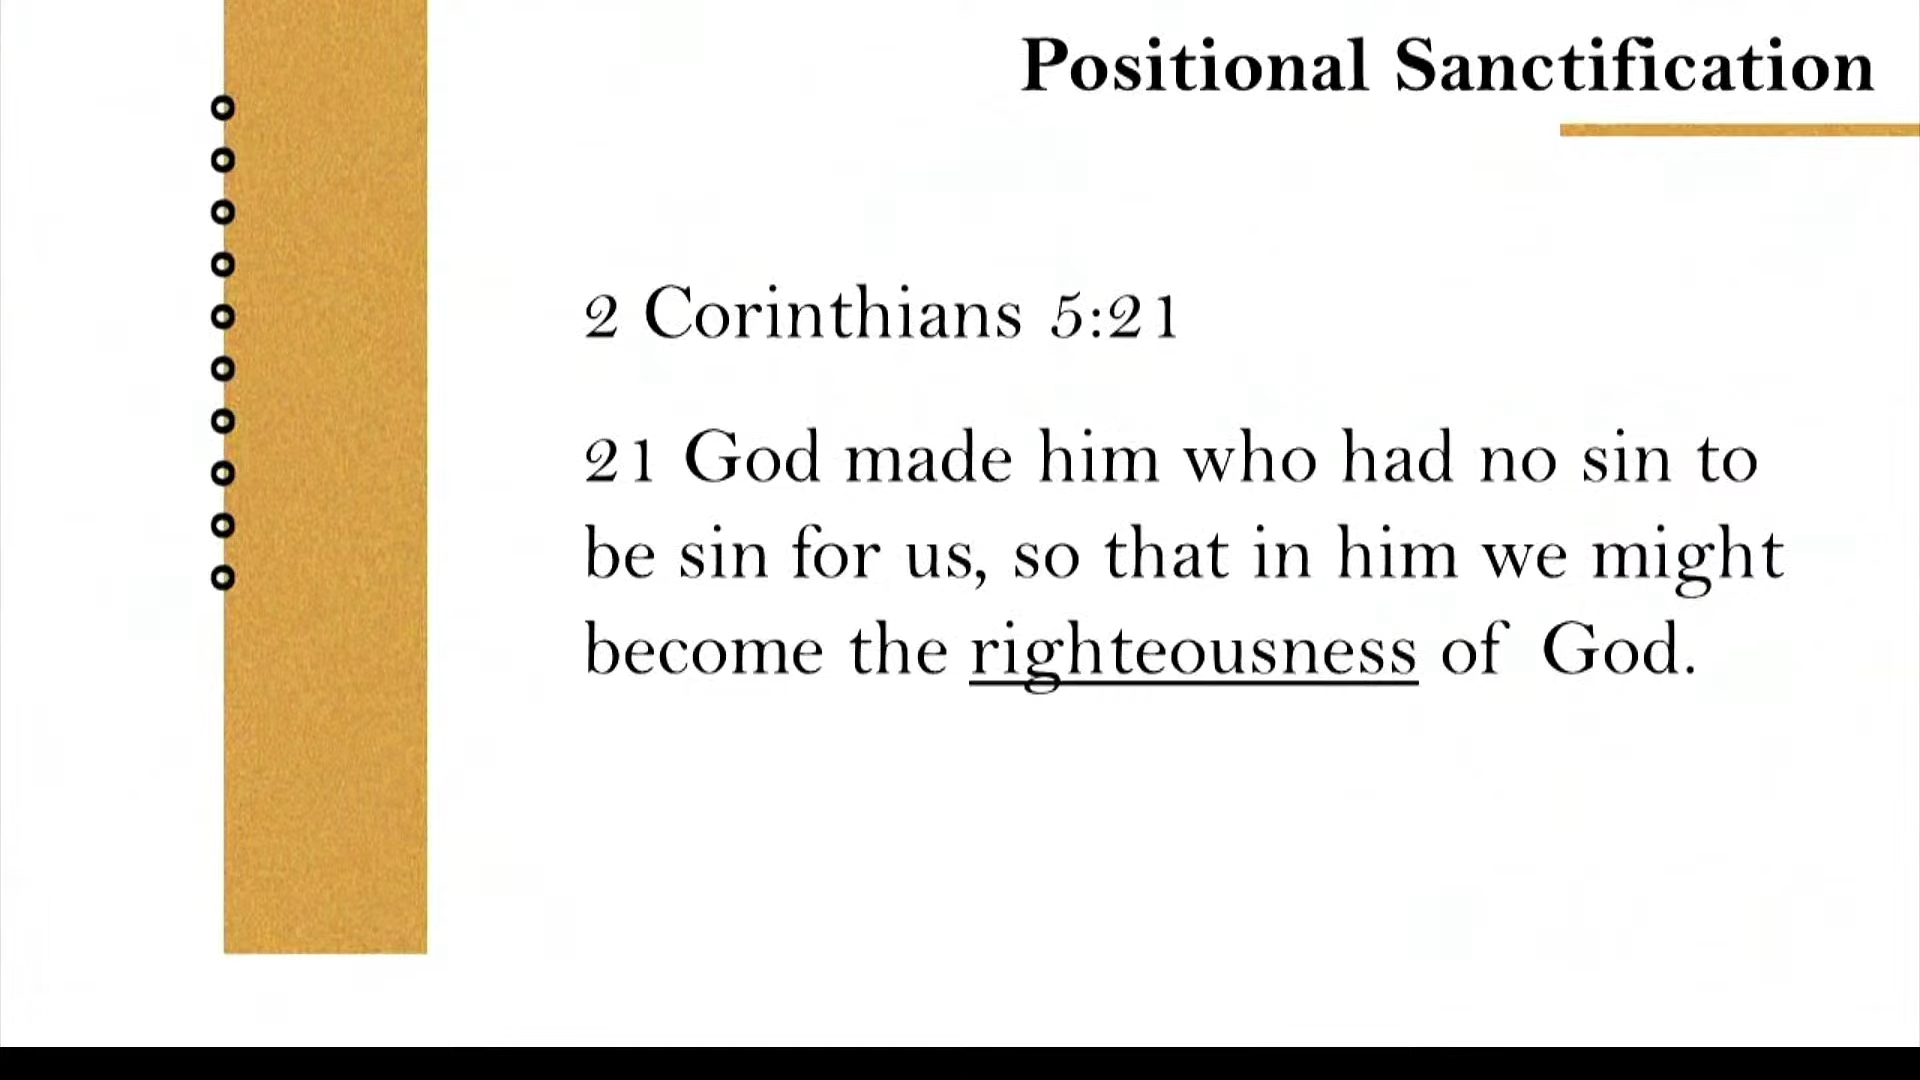 Positional Sanctification
2 Corinthians 5:21
21 God made him who had no sin to
be sin for us, so that in him we might
become the righteousness of God.